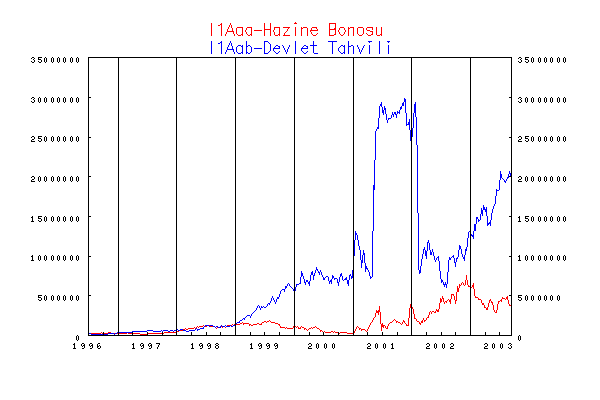 I1Aaa-Hazine Bonosu
I1Aab-Devlet Tahvili
35000000 35000000
30000000 30000000
25000000 25000000
20000000 20000000
15000000 15000000
10000000 10000000
5000000 5000000
0 0
1996 1997 1998 1999 2000 2001 2002 2003